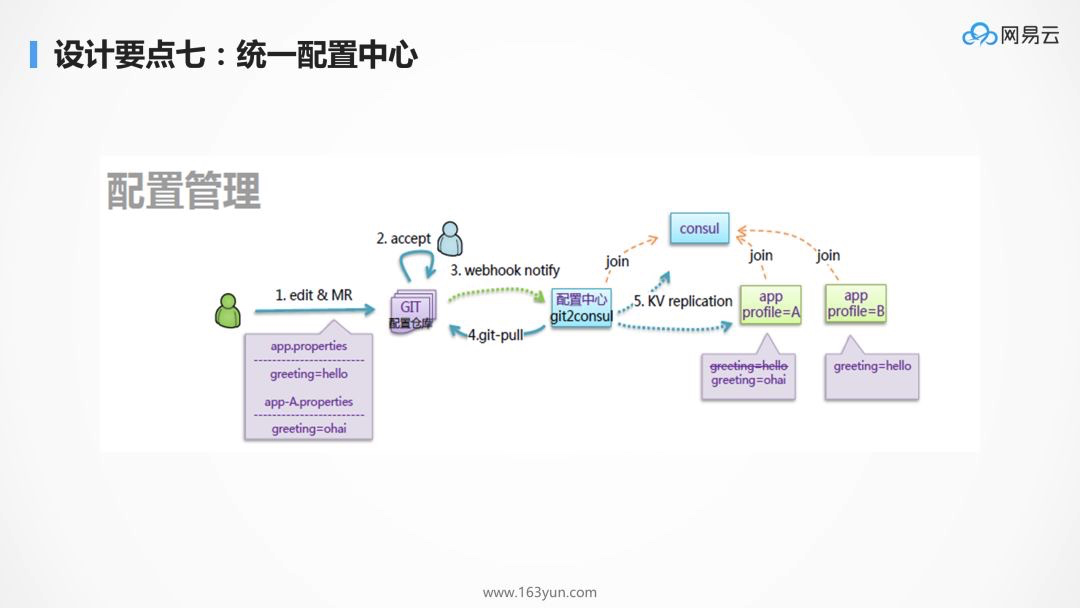 设计要点七：统一配置中心
网易云
配置管理
2. accept
consul
3. webhook notify
join
join
join
1. edit & MR
GIT
配置仓库
配置中心
git2consul
5. KV replication
app
profile=A
app
profile=B
4.git-pull
app.properties
greeting=hello
app-A.properties
greeting=ohai
greeting=hello
greeting=ohai
greeting=hello
www.163yun.com